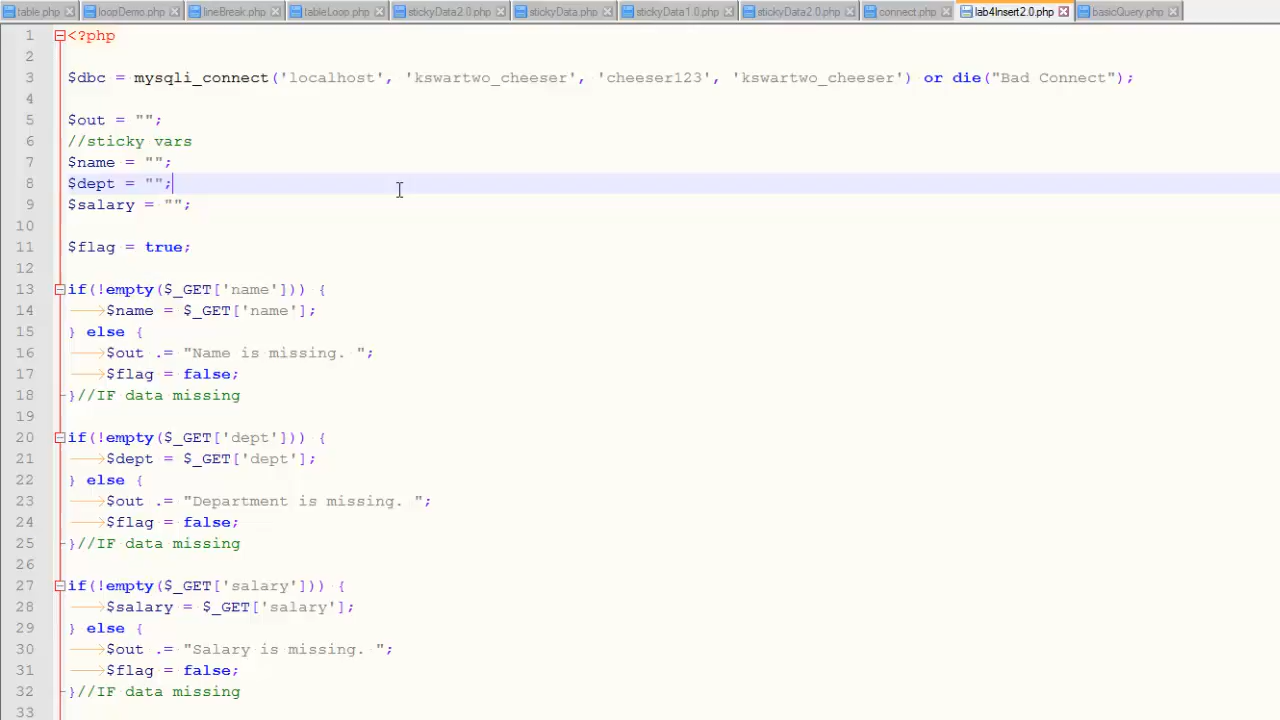 table.php loopDemo.php lineBreak.php tableLoop.php stickyData2.0.php stickyData.php stickyData1.0.php stickyData2.0.php connect.php lab4Insert2.0.php basicQuery.php
1 <?php
2
3 $dbc = mysqli_connect('localhost', 'kswartwo_cheeser', 'cheeser123', 'kswartwo_cheeser') or die("Bad Connect");
4
5 $out = "";
6 //sticky vars
7 $name = "";
8 $dept = "";
9 $salary = "";
10
11 $flag = true;
12
13 if(!empty($_GET['name'])) {
14 $name = $_GET['name'];
15 } else {
16 $out .= "Name is missing. ";
17 $flag = false;
18 }//IF data missing
19
20 if(!empty($_GET['dept'])) {
21 $dept = $_GET['dept'];
22 } else {
23 $out .= "Department is missing. ";
24 $flag = false;
25 }//IF data missing
26
27 if(!empty($_GET['salary'])) {
28 $salary = $_GET['salary'];
29 } else {
30 $out .= "Salary is missing. ";
31 $flag = false;
32 }//IF data missing
33